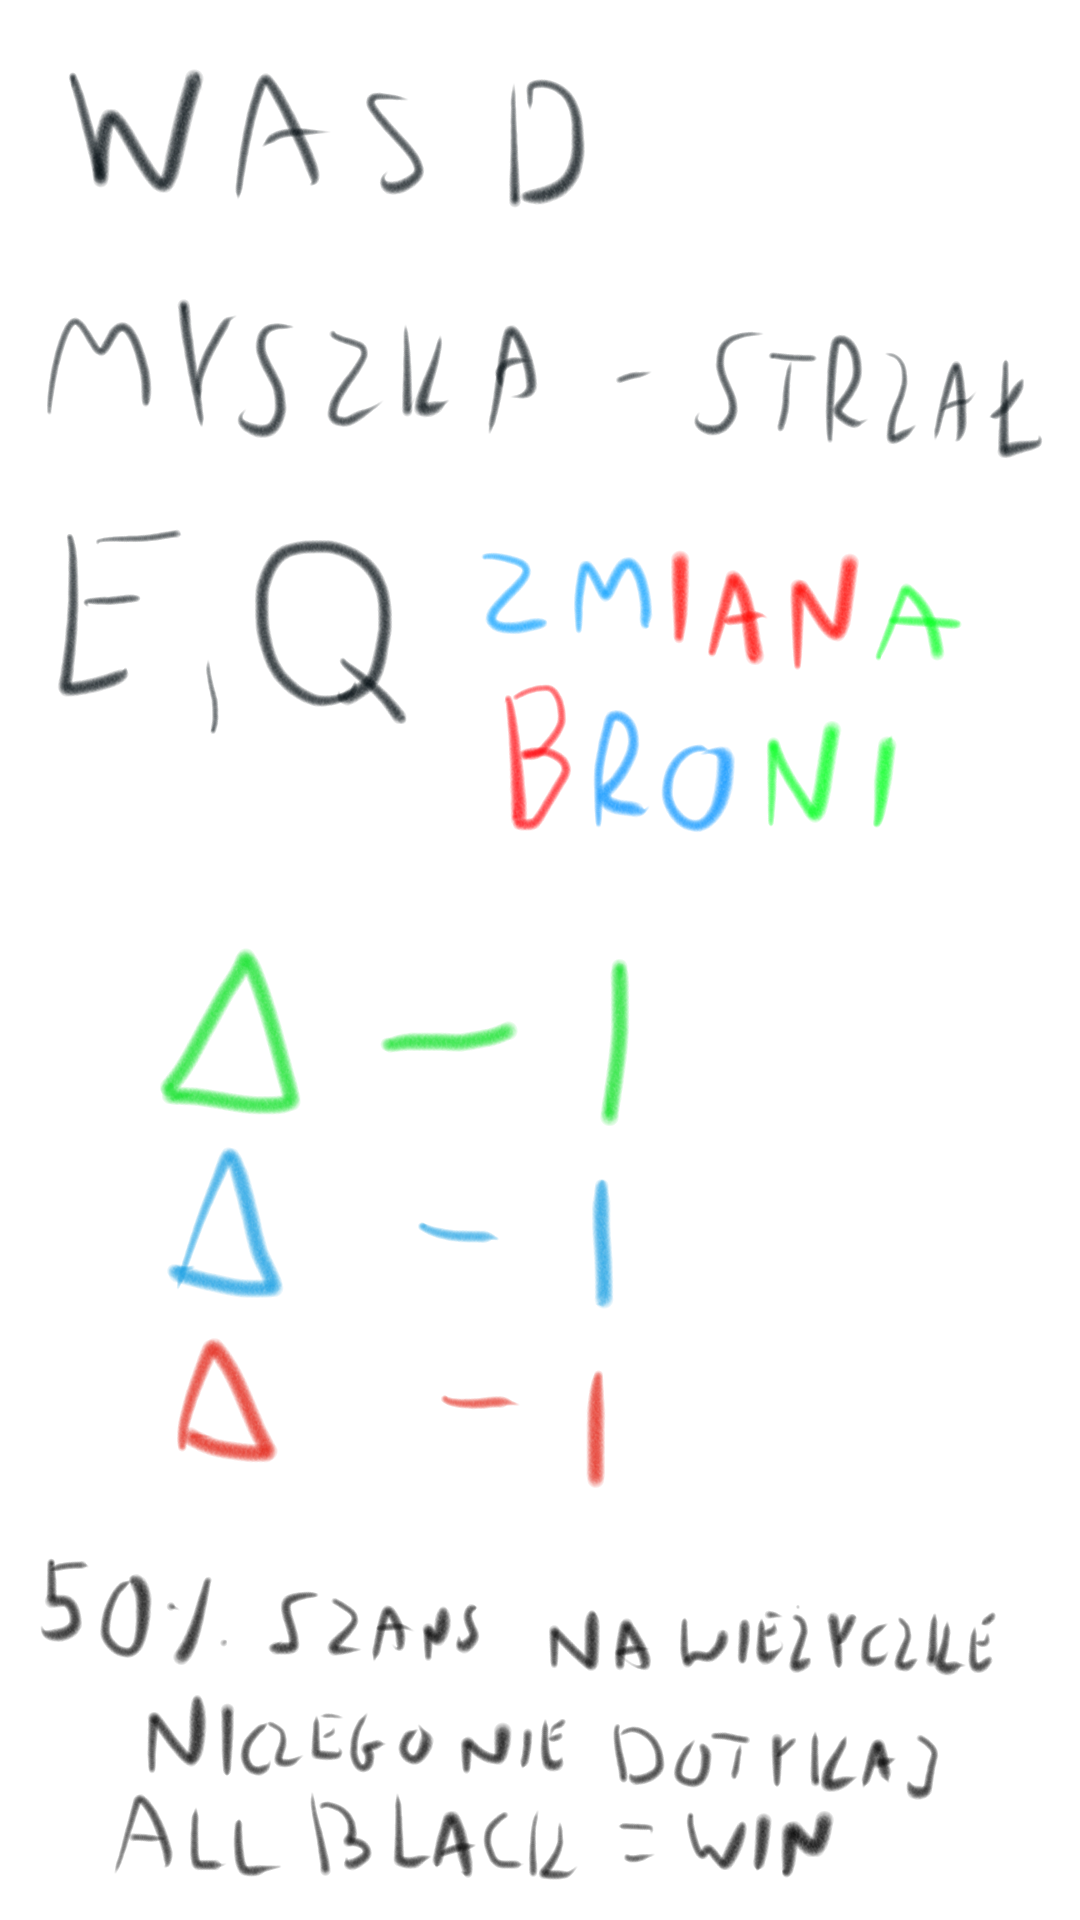 WASD
MYSZKA - STRZAŁ
E, Q ZMIANA
BRONI
Δ - 1
Δ - 1
Δ - 1
50% SZANS NA WIEŻYCZKE
NICZEGO NIE DOTYKAJ
ALL BLACK = WIN